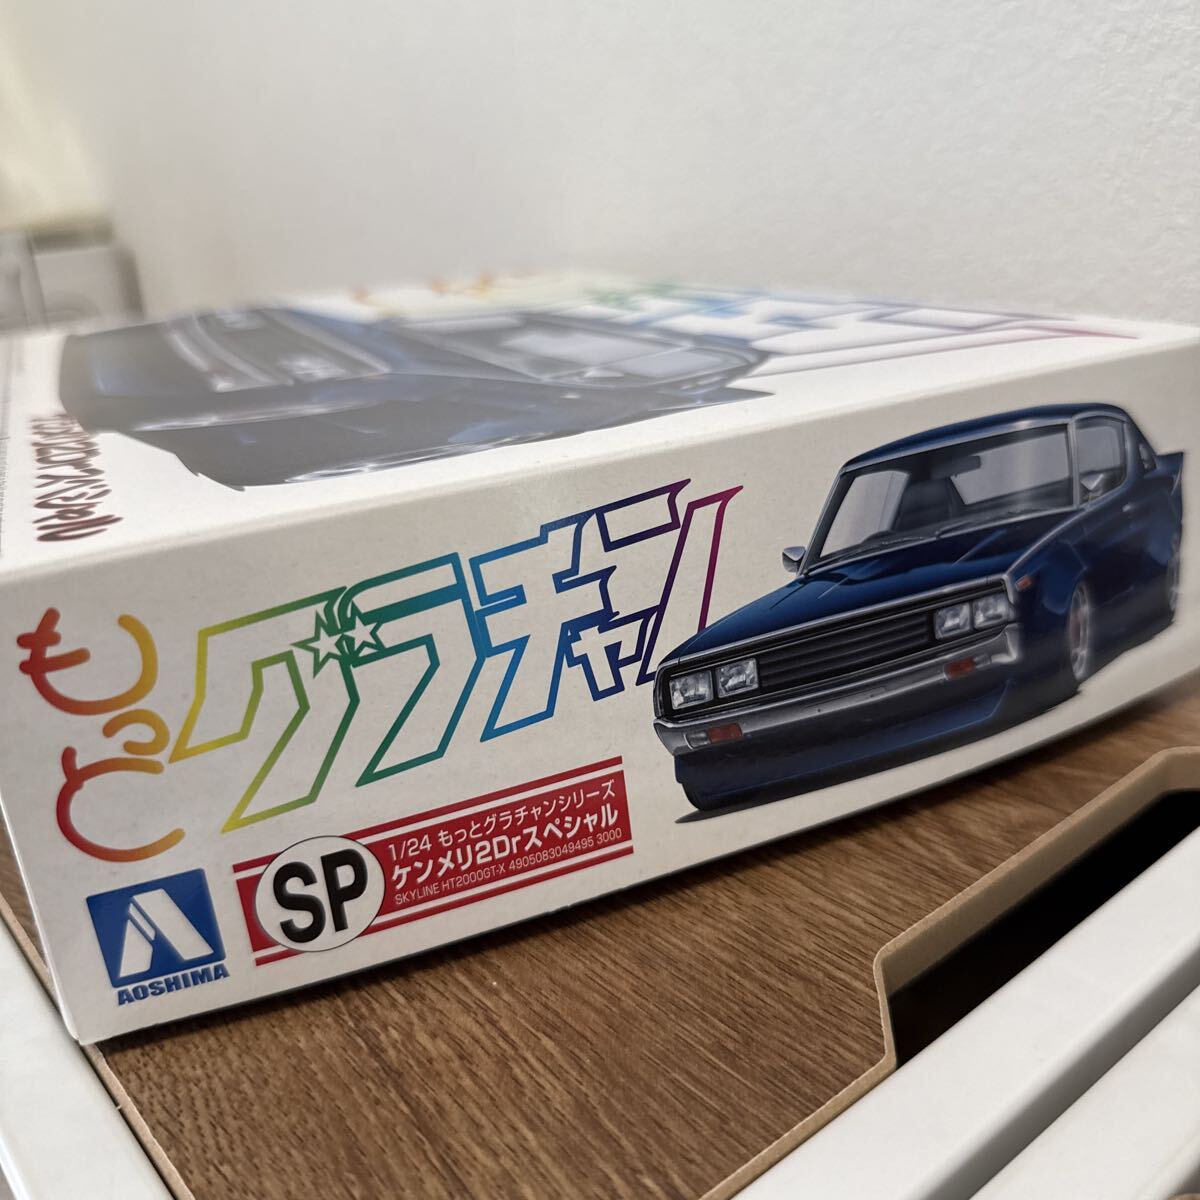 もっと
グラチャン
SP
1/24 もっとグラチャンシリーズ
ケンメリ2Drスペシャル
SKYLINE HT2000GT-X 4905083049495 3000
AOSHIMA